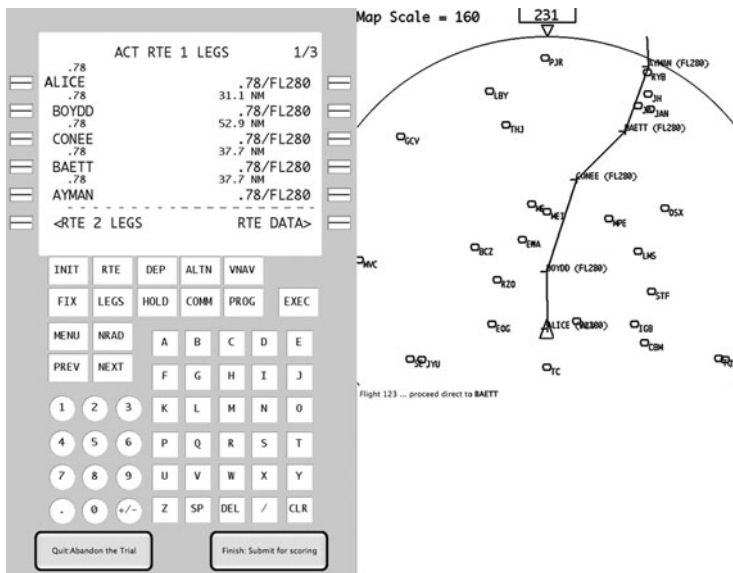 ACT RTE 1 LEGS 1/3
.78
ALICE .78/FL280
.78 31.1 NM
BOYDD .78/FL280
.78 52.9 NM
CONEE .78/FL280
.78 37.7 NM
BAETT .78/FL280
.78 37.7 NM
AYMAN .78/FL280
<RTE 2 LEGS RTE DATA>
INIT RTE DEP ALTN VNAV
FIX LEGS HOLD COMM PROG EXEC
MENU NRAD
PREV NEXT
A B C D E
F G H I J
1 2 3 K L M N O
4 5 6 P Q R S T
7 8 9 U V W X Y
. 0 +/- Z SP DEL / CLR
Quit:Abandon the Trial
Finish: Submit for scoring
Map Scale = 160
231
PJR
AYMAN (FL280)
RYB
LBY
JH
JAN
THJ
BAETT (FL280)
GCV
CONEE (FL280)
MEI
MPE
OSX
EWA
BCZ
LMS
MVC
BOYDD (FL280)
RZO
STF
EOG
ALICE
IGB
CBM
JYU
TC
Flight 123 ... proceed direct to BAETT